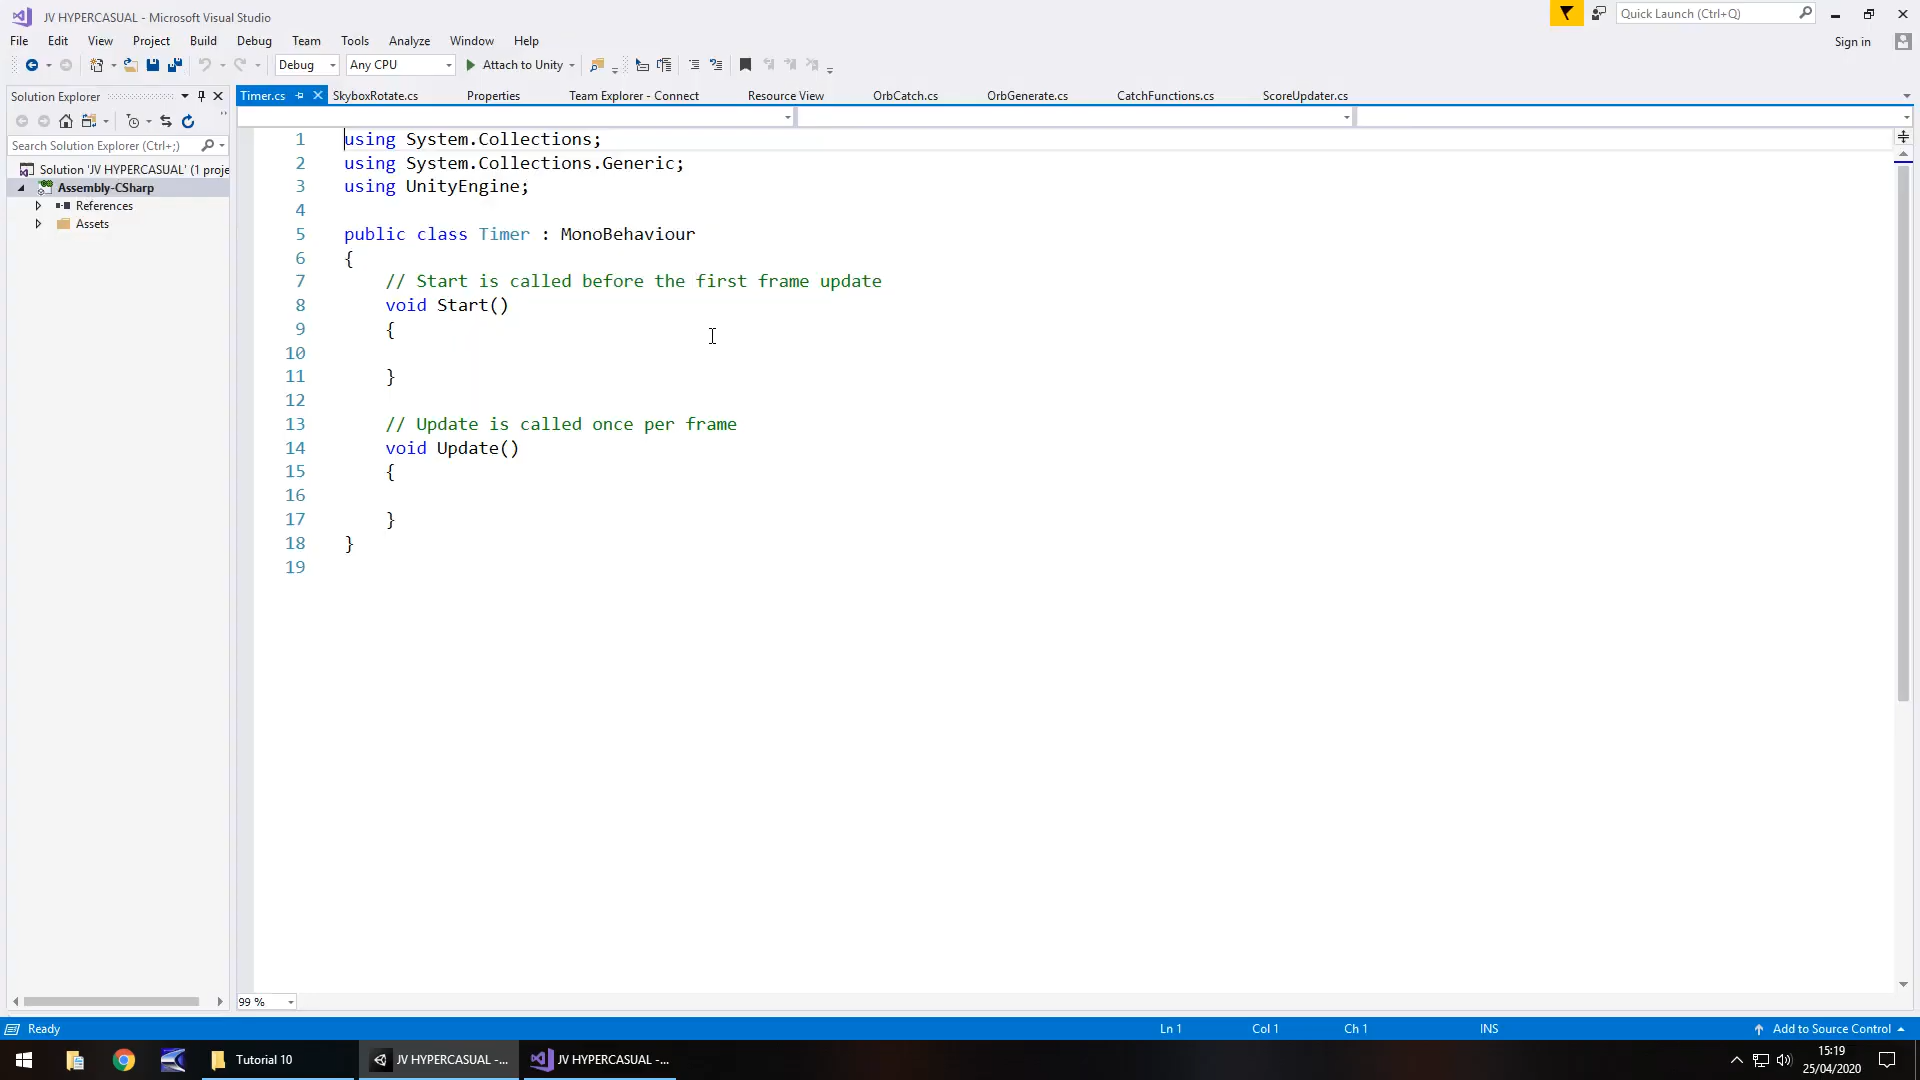 JV HYPERCASUAL - Microsoft Visual Studio
Quick Launch (Ctrl+Q)
File Edit View Project Build Debug Team Tools Analyze Window Help
Sign in
Debug Any CPU Attach to Unity
Solution Explorer
Timer.cs SkyboxRotate.cs Properties Team Explorer - Connect Resource View OrbCatch.cs OrbGenerate.cs CatchFunctions.cs ScoreUpdater.cs
Search Solution Explorer (Ctrl+;)
Solution 'JV HYPERCASUAL' (1 proje
Assembly-CSharp
References
Assets
1 using System.Collections;
2 using System.Collections.Generic;
3 using UnityEngine;
4
5 public class Timer : MonoBehaviour
6 {
7 // Start is called before the first frame update
8 void Start()
9 {
10
11 }
12
13 // Update is called once per frame
14 void Update()
15 {
16
17 }
18 }
19
99 %
Ready Ln 1 Col 1 Ch 1 INS Add to Source Control
Tutorial 10 JV HYPERCASUAL -... JV HYPERCASUAL -...
15:19
25/04/2020